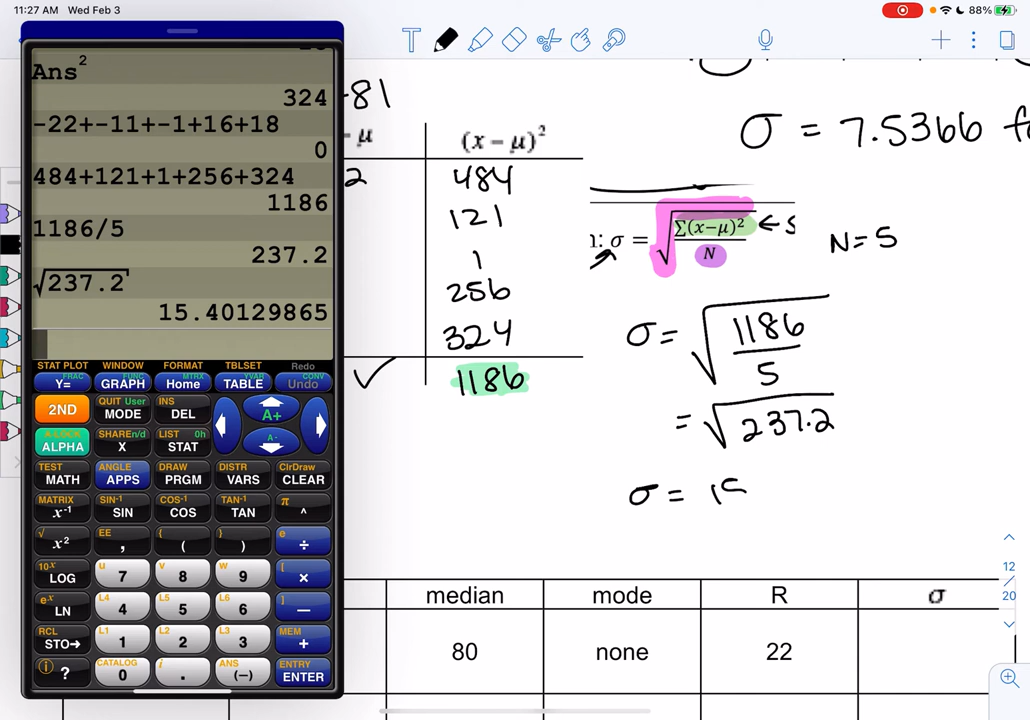 11:27 AM Wed Feb 3
88%
Ans²
324
-22+-11+-1+16+18
0
484+121+1+256+324
1186
1186/5
237.2
√237.2
15.40129865
STAT PLOT WINDOW FORMAT TBLSET Redo
Y= GRAPH Home TABLE Undo
QUIT User INS
2ND MODE DEL A+
A-LOCK SHARE n/d LIST 0h A-
ALPHA X STAT
TEST ANGLE DRAW DISTR ClrDraw
MATH APPS PRGM VARS CLEAR
MATRIX SIN⁻¹ COS⁻¹ TAN⁻¹ π
x⁻¹ SIN COS TAN ^
√ EE { } e
x² , ( ) ÷
10ˣ u v w [
LOG 7 8 9 ×
eˣ L4 L5 L6 ]
LN 4 5 6 —
RCL L1 L2 L3 MEM
STO→ 1 2 3 +
CATALOG i ANS ENTRY
? 0 . (–) ENTER
-81
μ (x – μ)²
2 484
121
1
256
324
✓ 1186
σ = 7.5366 f
n: σ = √Σ(x–μ)²/N ← S
N = 5
σ = √1186/5
= √237.2
σ = 15
12
20
median mode R σ
80 none 22